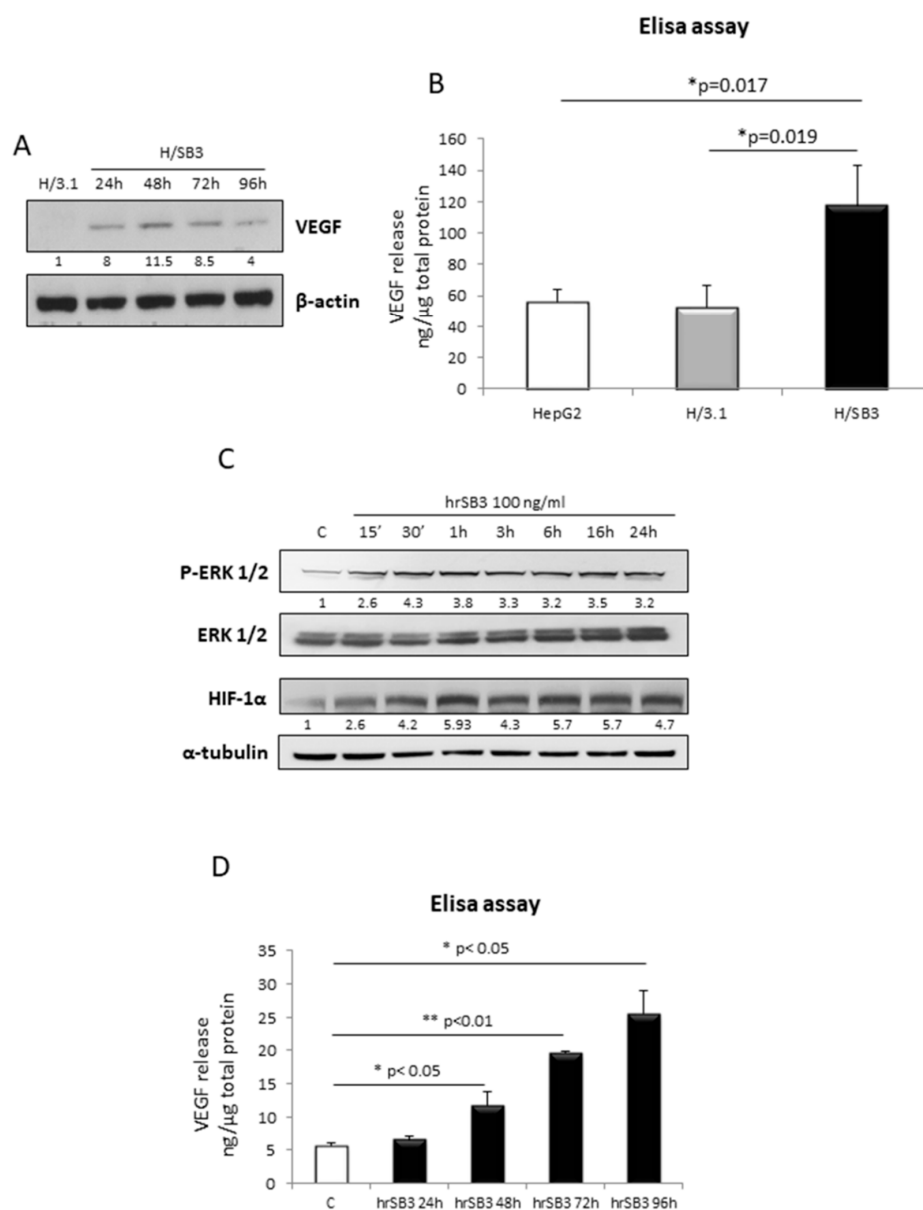 Elisa assay
B
*p=0.017
*p=0.019
VEGF release
ng/μg total protein
160
140
120
100
80
60
40
20
0
HepG2 H/3.1 H/SB3
A
H/SB3
H/3.1 24h 48h 72h 96h
VEGF
1 8 11.5 8.5 4
β-actin
C
hrSB3 100 ng/ml
C 15′ 30′ 1h 3h 6h 16h 24h
P-ERK 1/2
1 2.6 4.3 3.8 3.3 3.2 3.5 3.2
ERK 1/2
HIF-1α
1 2.6 4.2 5.93 4.3 5.7 5.7 4.7
α-tubulin
D
Elisa assay
* p< 0.05
** p<0.01
* p< 0.05
VEGF release
ng/μg total protein
35
30
25
20
15
10
5
0
C hrSB3 24h hrSB3 48h hrSB3 72h hrSB3 96h